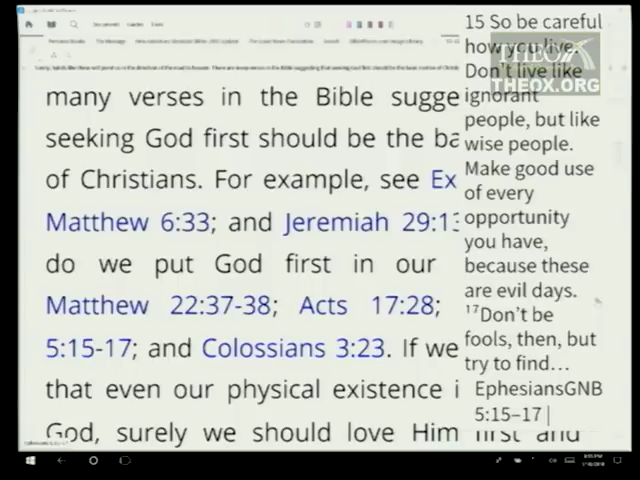 many verses in the Bible sugge
seeking God first should be the ba
of Christians. For example, see Ex
Matthew 6:33; and Jeremiah 29:13
do we put God first in our
Matthew 22:37-38; Acts 17:28;
5:15-17; and Colossians 3:23. If we
that even our physical existence i
God, surely we should love Him first and
15 So be careful
how you live.
Don't live like
ignorant
people, but like
wise people.
Make good use
of every
opportunity
you have,
because these
are evil days.
17Don't be
fools, then, but
try to find…
EphesiansGNB
5:15–17
THEOX
THEOX.ORG